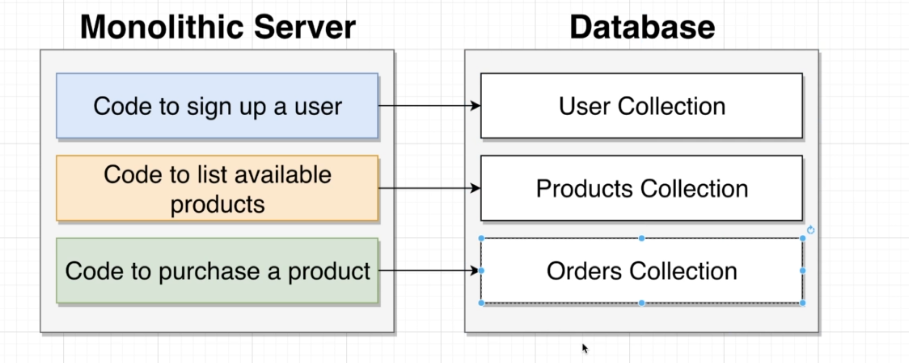 Monolithic Server
Database
Code to sign up a user
User Collection
Code to list available
products
Products Collection
Code to purchase a product
Orders Collection